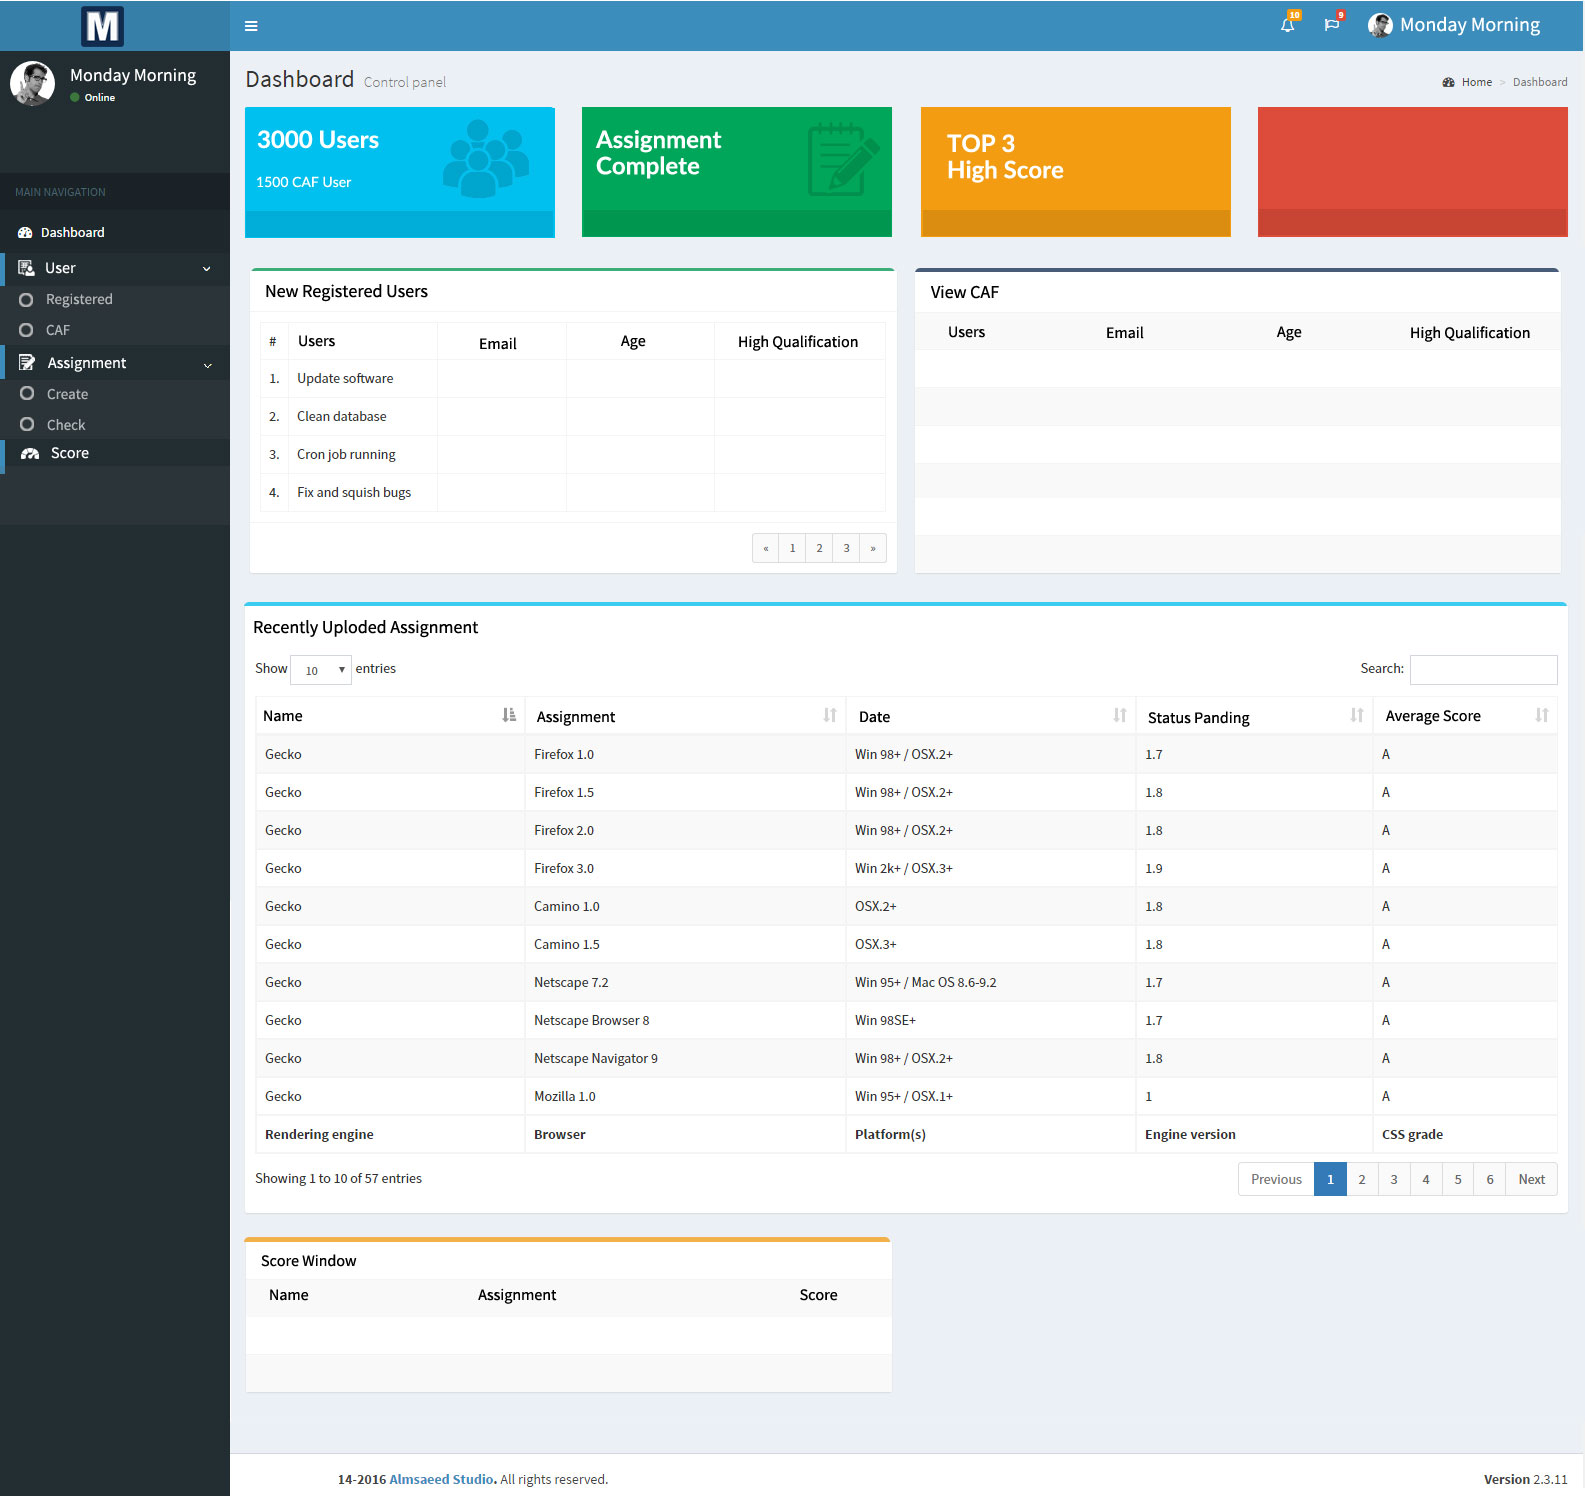 M
10
9
Monday Morning
Monday Morning
Online
Dashboard Control panel
Home > Dashboard
3000 Users
1500 CAF User
Assignment
Complete
TOP 3
High Score
MAIN NAVIGATION
Dashboard
User
Registered
CAF
Assignment
Create
Check
Score
New Registered Users
# Users Email Age High Qualification
1. Update software
2. Clean database
3. Cron job running
4. Fix and squish bugs
« 1 2 3 »
View CAF
Users Email Age High Qualification
Recently Uploded Assignment
Show 10 entries
Search:
Name Assignment Date Status Panding Average Score
Gecko Firefox 1.0 Win 98+ / OSX.2+ 1.7 A
Gecko Firefox 1.5 Win 98+ / OSX.2+ 1.8 A
Gecko Firefox 2.0 Win 98+ / OSX.2+ 1.8 A
Gecko Firefox 3.0 Win 2k+ / OSX.3+ 1.9 A
Gecko Camino 1.0 OSX.2+ 1.8 A
Gecko Camino 1.5 OSX.3+ 1.8 A
Gecko Netscape 7.2 Win 95+ / Mac OS 8.6-9.2 1.7 A
Gecko Netscape Browser 8 Win 98SE+ 1.7 A
Gecko Netscape Navigator 9 Win 98+ / OSX.2+ 1.8 A
Gecko Mozilla 1.0 Win 95+ / OSX.1+ 1 A
Rendering engine Browser Platform(s) Engine version CSS grade
Showing 1 to 10 of 57 entries
Previous 1 2 3 4 5 6 Next
Score Window
Name Assignment Score
14-2016 Almsaeed Studio. All rights reserved.
Version 2.3.11